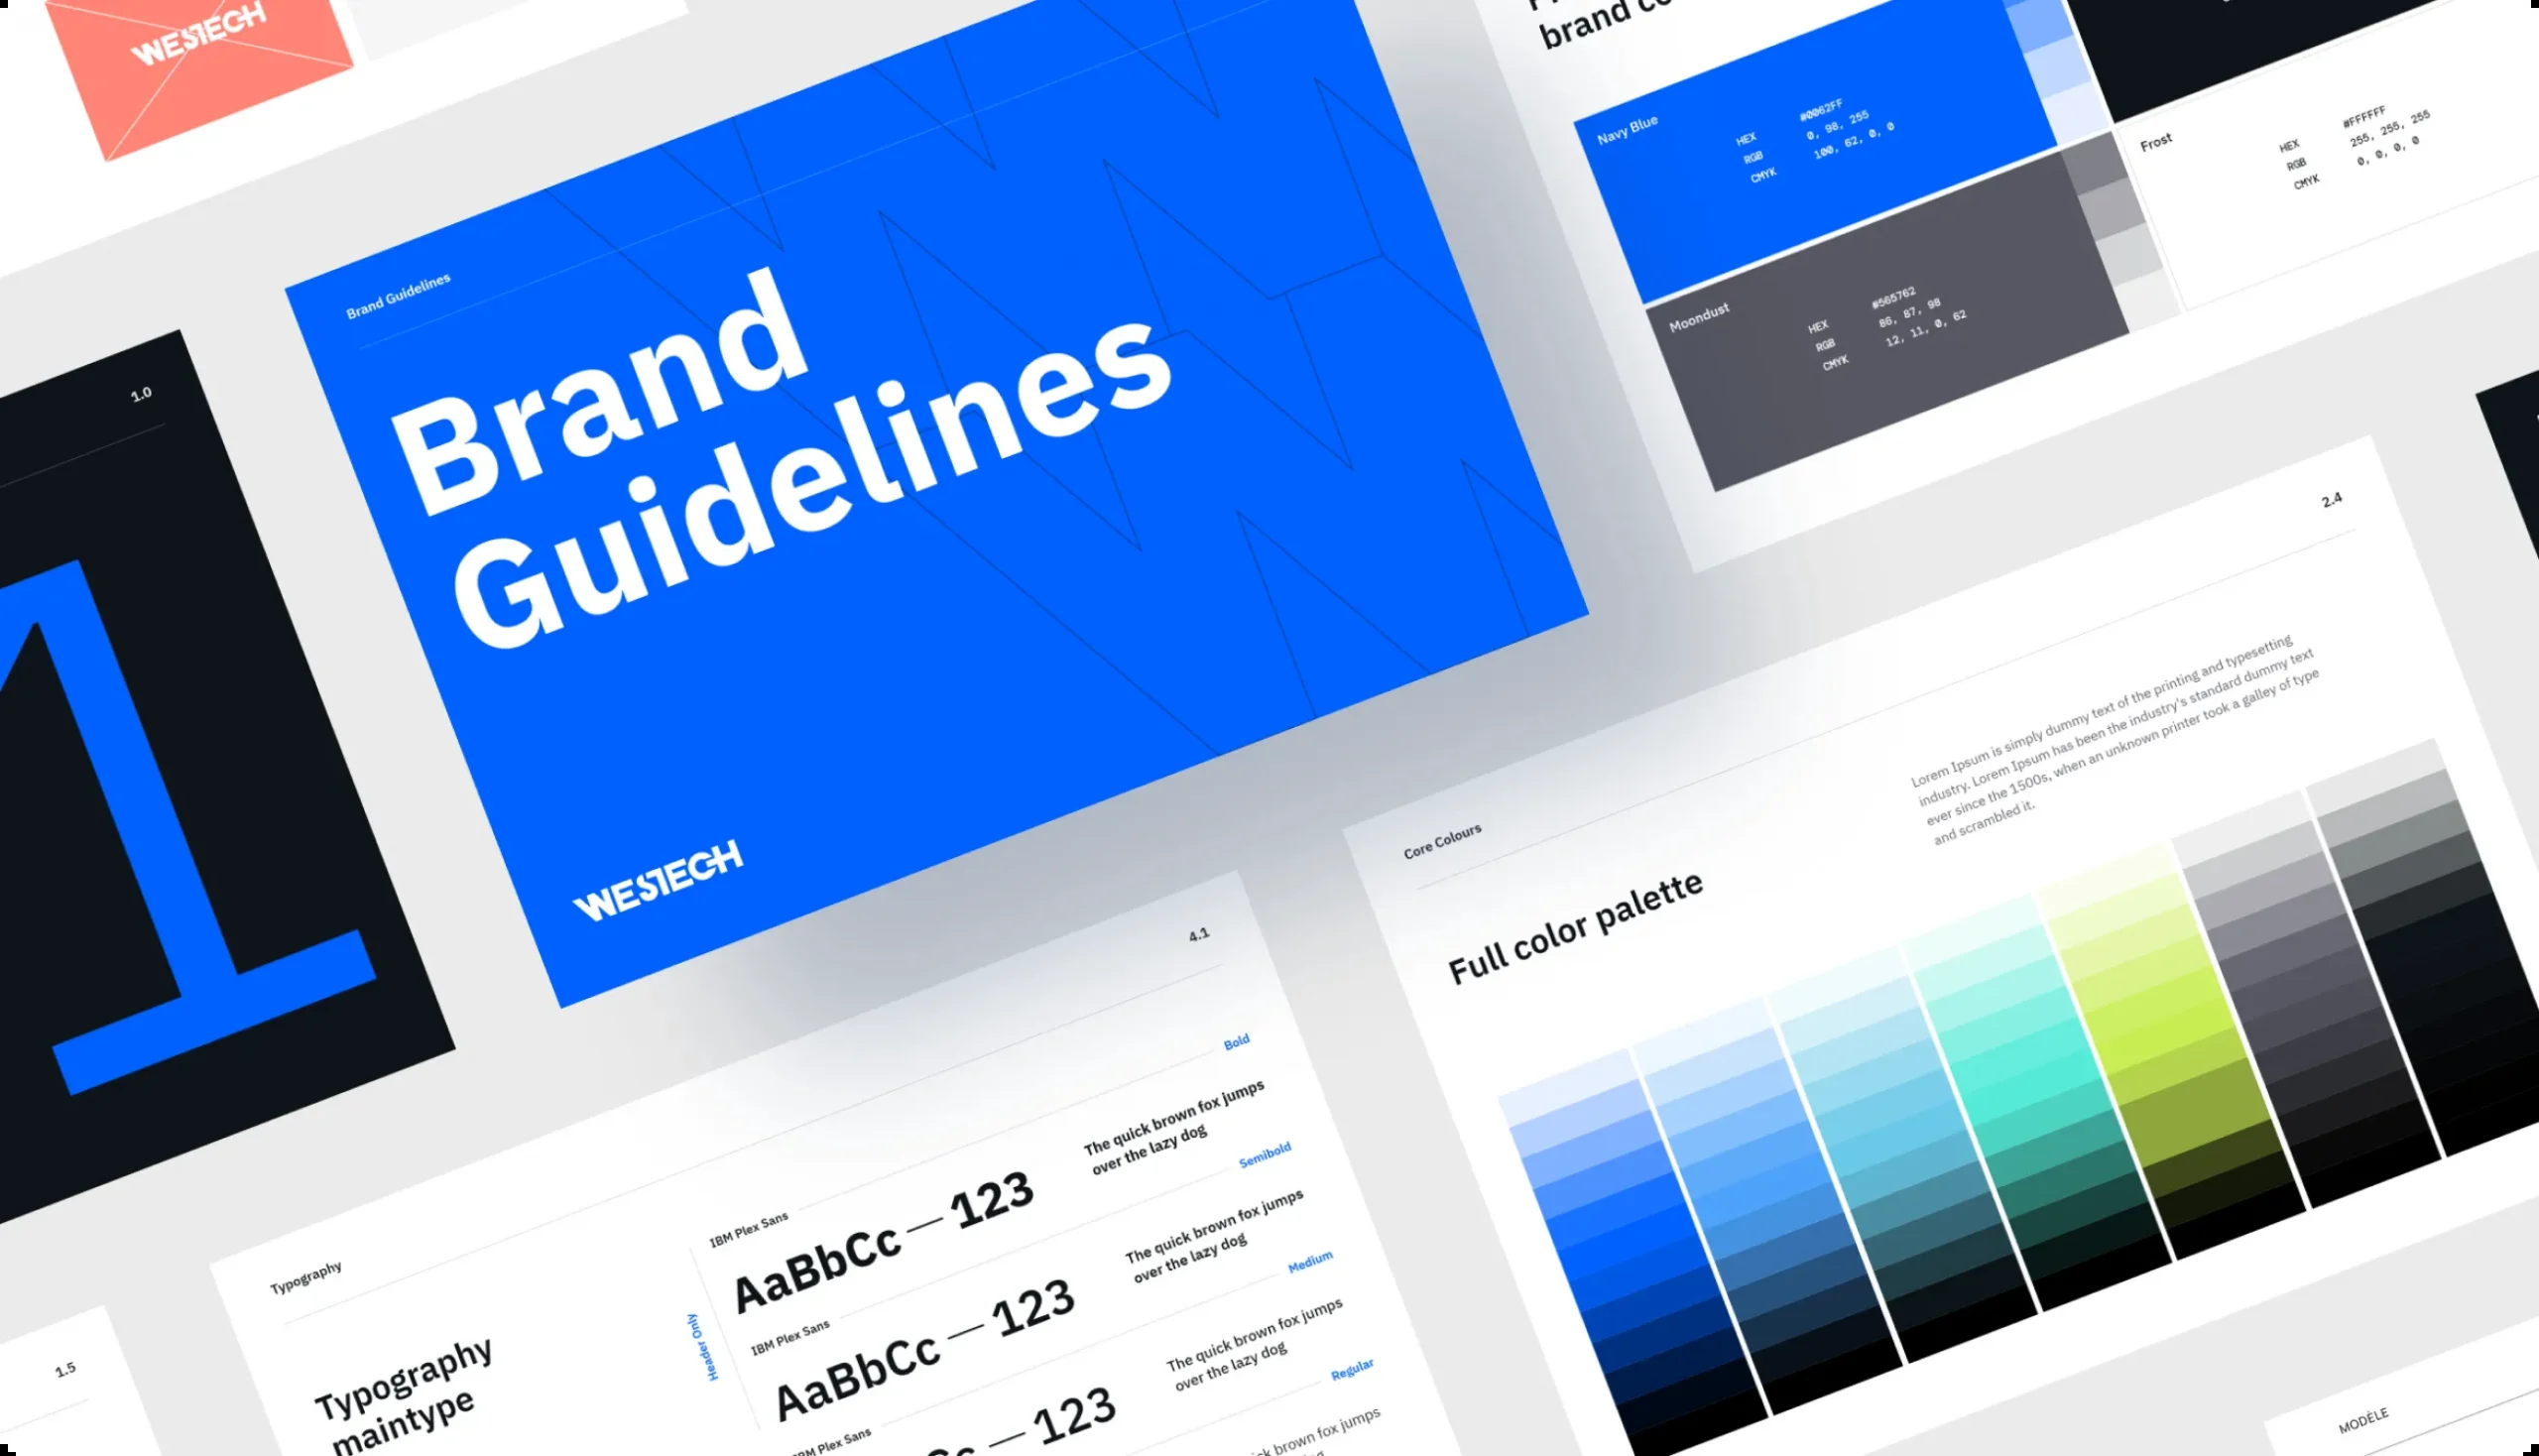 WESTECH
1.0
1
Brand Guidelines
Brand
Guidelines
WESTECH
brand
Navy Blue
HEX #0062FF
RGB 0, 98, 255
CMYK 100, 62, 0, 0
Frost
HEX #FFFFFF
RGB 255, 255, 255
CMYK 0, 0, 0, 0
Moondust
HEX #565762
RGB 86, 87, 98
CMYK 12, 11, 0, 62
2.4
Core Colours
Full color palette
Lorem Ipsum is simply dummy text of the printing and typesetting
industry. Lorem Ipsum has been the industry's standard dummy text
ever since the 1500s, when an unknown printer took a galley of type
and scrambled it.
4.1
Typography
Typography
maintype
Header Only
Bold
IBM Plex Sans
AaBbCc — 123
The quick brown fox jumps
over the lazy dog
Semibold
IBM Plex Sans
AaBbCc — 123
The quick brown fox jumps
over the lazy dog
Medium
Plex Sans
Cc — 123
The quick brown fox jumps
over the lazy dog
Regular
brown fox jumps
1.5
MODÈLE